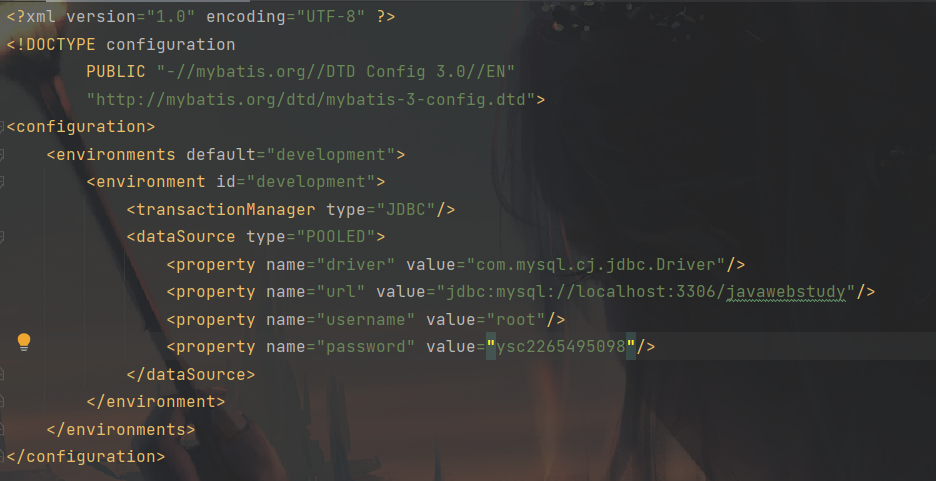 <?xml version="1.0" encoding="UTF-8" ?>
<!DOCTYPE configuration
        PUBLIC "-//mybatis.org//DTD Config 3.0//EN"
        "http://mybatis.org/dtd/mybatis-3-config.dtd">
<configuration>
    <environments default="development">
        <environment id="development">
            <transactionManager type="JDBC"/>
            <dataSource type="POOLED">
                <property name="driver" value="com.mysql.cj.jdbc.Driver"/>
                <property name="url" value="jdbc:mysql://localhost:3306/javawebstudy"/>
                <property name="username" value="root"/>
                <property name="password" value="ysc2265495098"/>
            </dataSource>
        </environment>
    </environments>
</configuration>